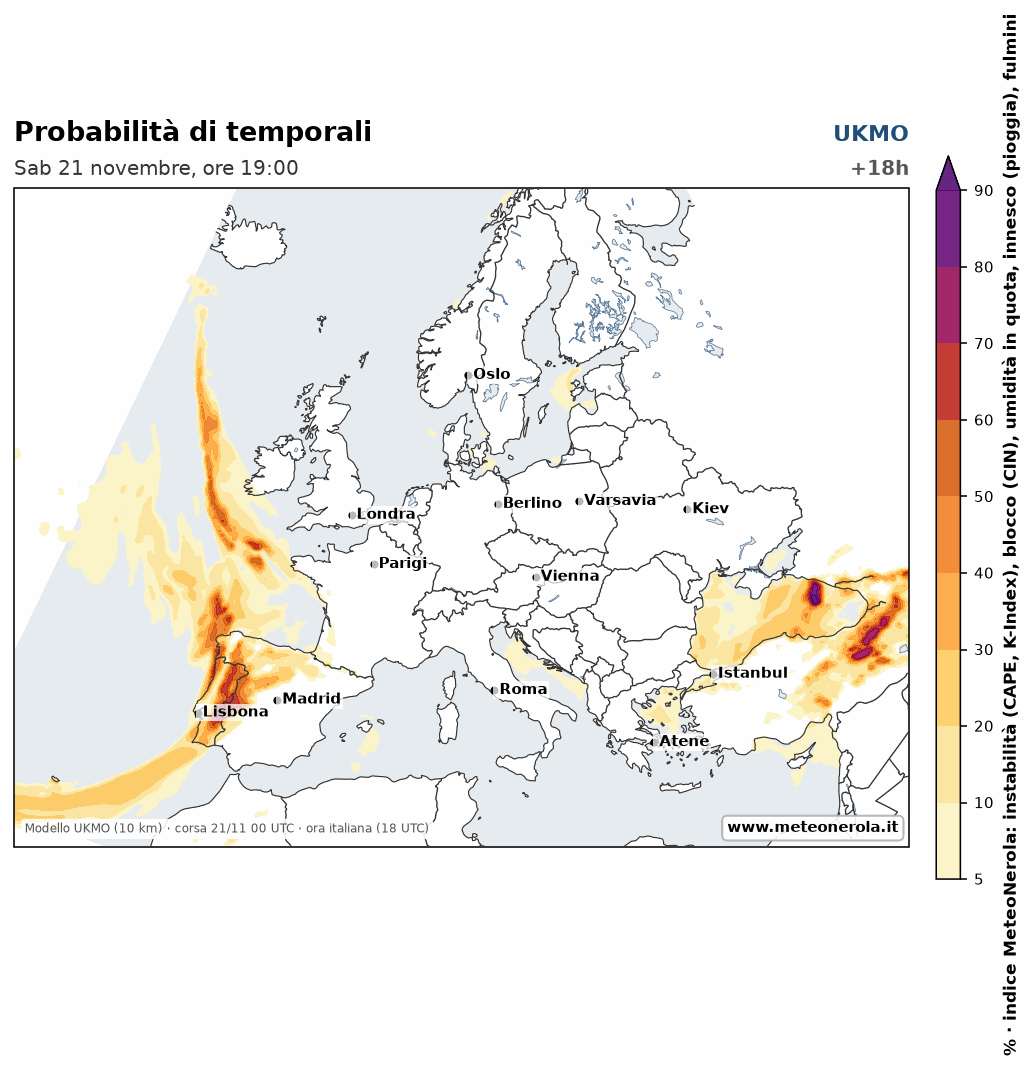 Probabilità di temporali
UKMO
Sab 21 novembre, ore 19:00
+18h
Oslo
Londra
Berlino
Varsavia
Kiev
Parigi
Vienna
Roma
Istanbul
Madrid
Lisbona
Atene
Modello UKMO (10 km) · corsa 21/11 00 UTC · ora italiana (18 UTC)
www.meteonerola.it
90
80
70
60
50
40
30
20
10
5
% · indice MeteoNerola: instabilità (CAPE, K-Index), blocco (CIN), umidità in quota, innesco (pioggia), fulmini